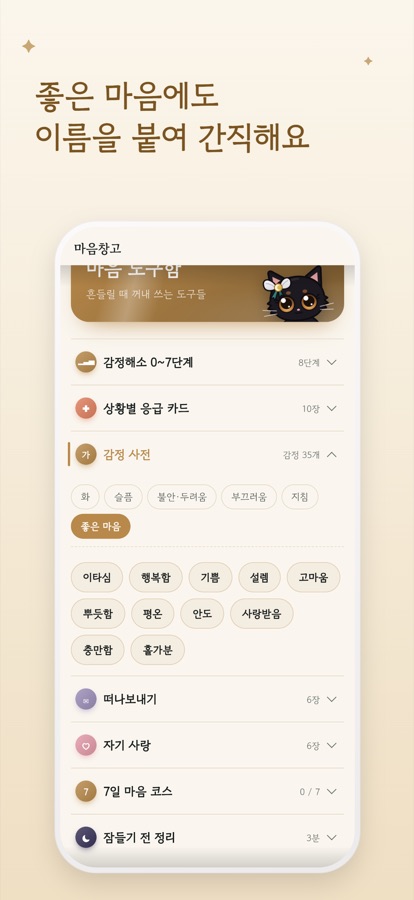 좋은 마음에도
이름을 붙여 간직해요
마음창고
마음 도구함
흔들릴 때 꺼내 쓰는 도구들
감정해소 0~7단계 8단계
상황별 응급 카드 10장
가 감정 사전 감정 35개
화 슬픔 불안·두려움 부끄러움 지침
좋은 마음
이타심 행복함 기쁨 설렘 고마움
뿌듯함 평온 안도 사랑받음
충만함 홀가분
떠나보내기 6장
자기 사랑 6장
7 7일 마음 코스 0 / 7
잠들기 전 정리 3분